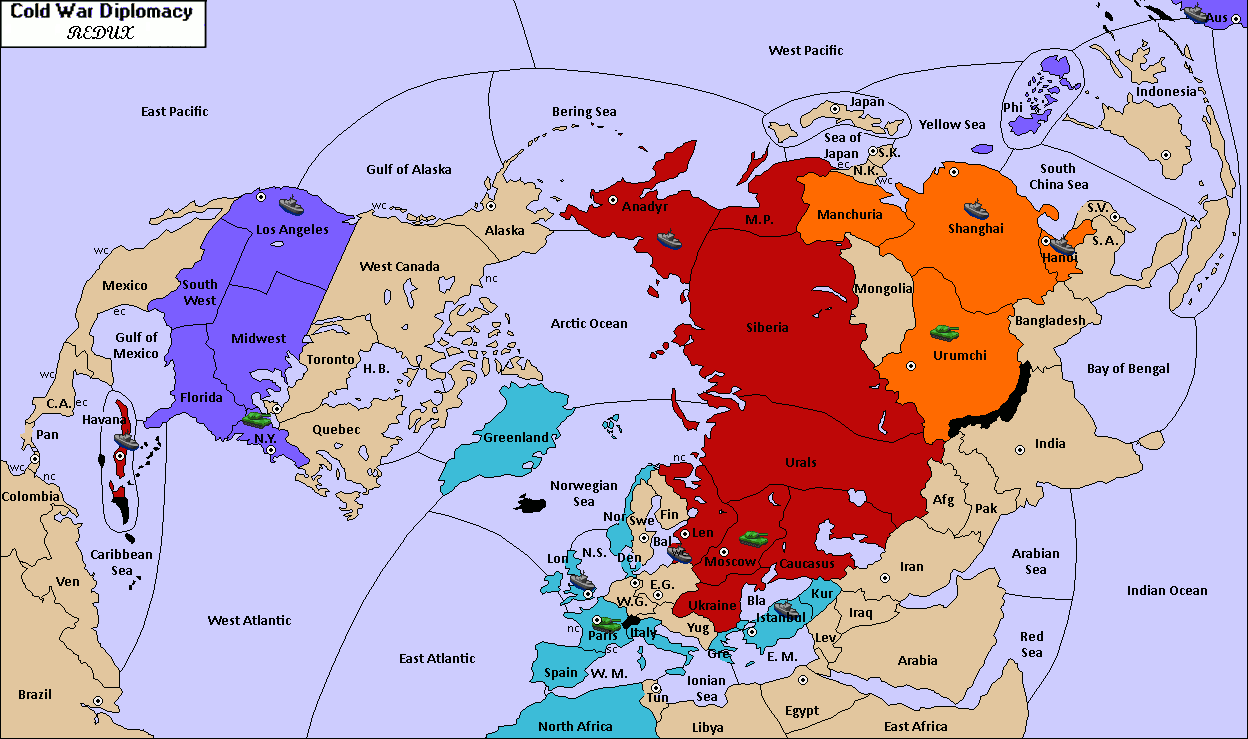 Cold War Diplomacy
REDUX
Aus
West Pacific
East Pacific
Bering Sea
Japan
Indonesia
Phi
Yellow Sea
Sea of
Japan
S.K.
ec
N.K.
wc
Gulf of Alaska
South
China Sea
Anadyr
M.P.
Manchuria
Shanghai
S.V.
S.A.
Hanoi
wc
Los Angeles
Alaska
wc
West Canada
nc
Mexico
ec
South
West
Mongolia
Siberia
Bangladesh
Gulf of
Mexico
Midwest
Arctic Ocean
Toronto
H.B.
Urumchi
Bay of Bengal
wc
C.A.
ec
Florida
Havana
Pan
wc
nc
N.Y.
Quebec
Greenland
India
Urals
nc
Colombia
Norwegian
Sea
Afg
Pak
Nor
Swe
Fin
Len
Bal
Caribbean
Sea
Lon
N.S.
Den
Moscow
Caucasus
Iran
Arabian
Sea
Ven
E.G.
W.G.
Ukraine
Bla
Kur
Indian Ocean
West Atlantic
nc
Paris
sc
Italy
Yug
Istanbul
Iraq
Lev
Red
Sea
East Atlantic
Spain
W. M.
Gre
E. M.
Arabia
Ionian
Sea
Brazil
Tun
North Africa
Libya
Egypt
East Africa